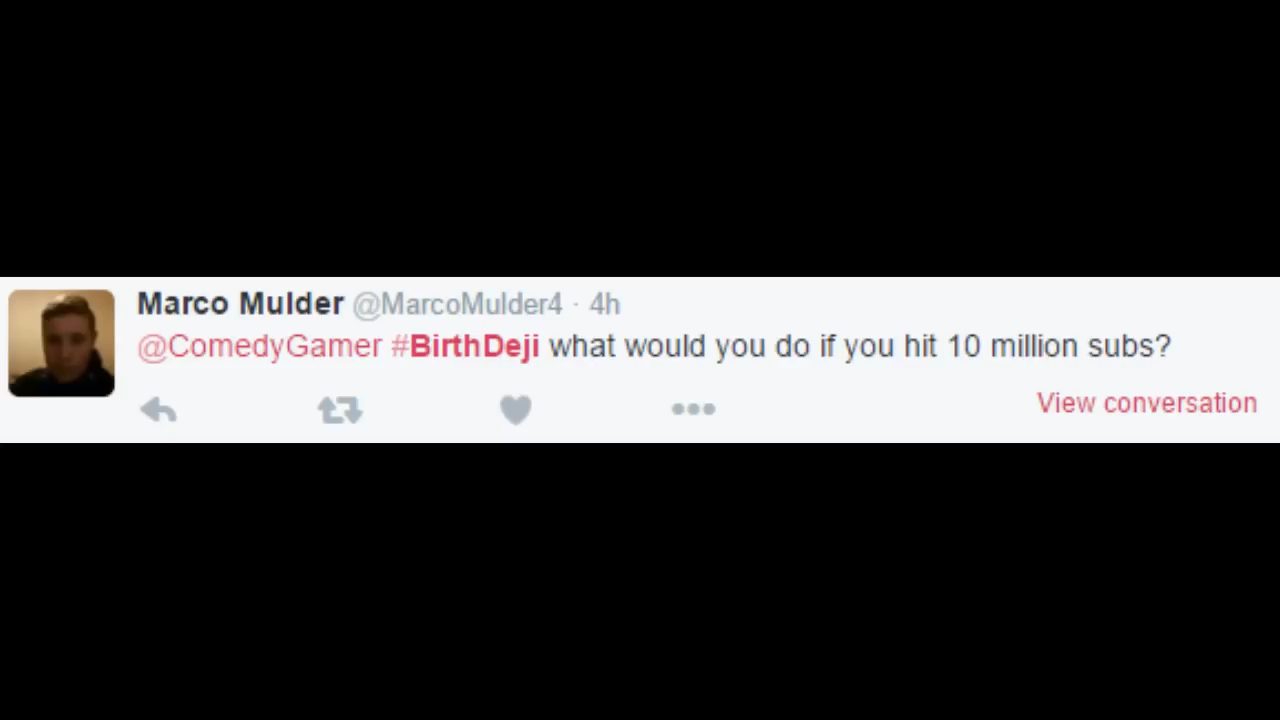 Marco Mulder @MarcoMulder4 · 4h
@ComedyGamer #BirthDeji what would you do if you hit 10 million subs?
View conversation